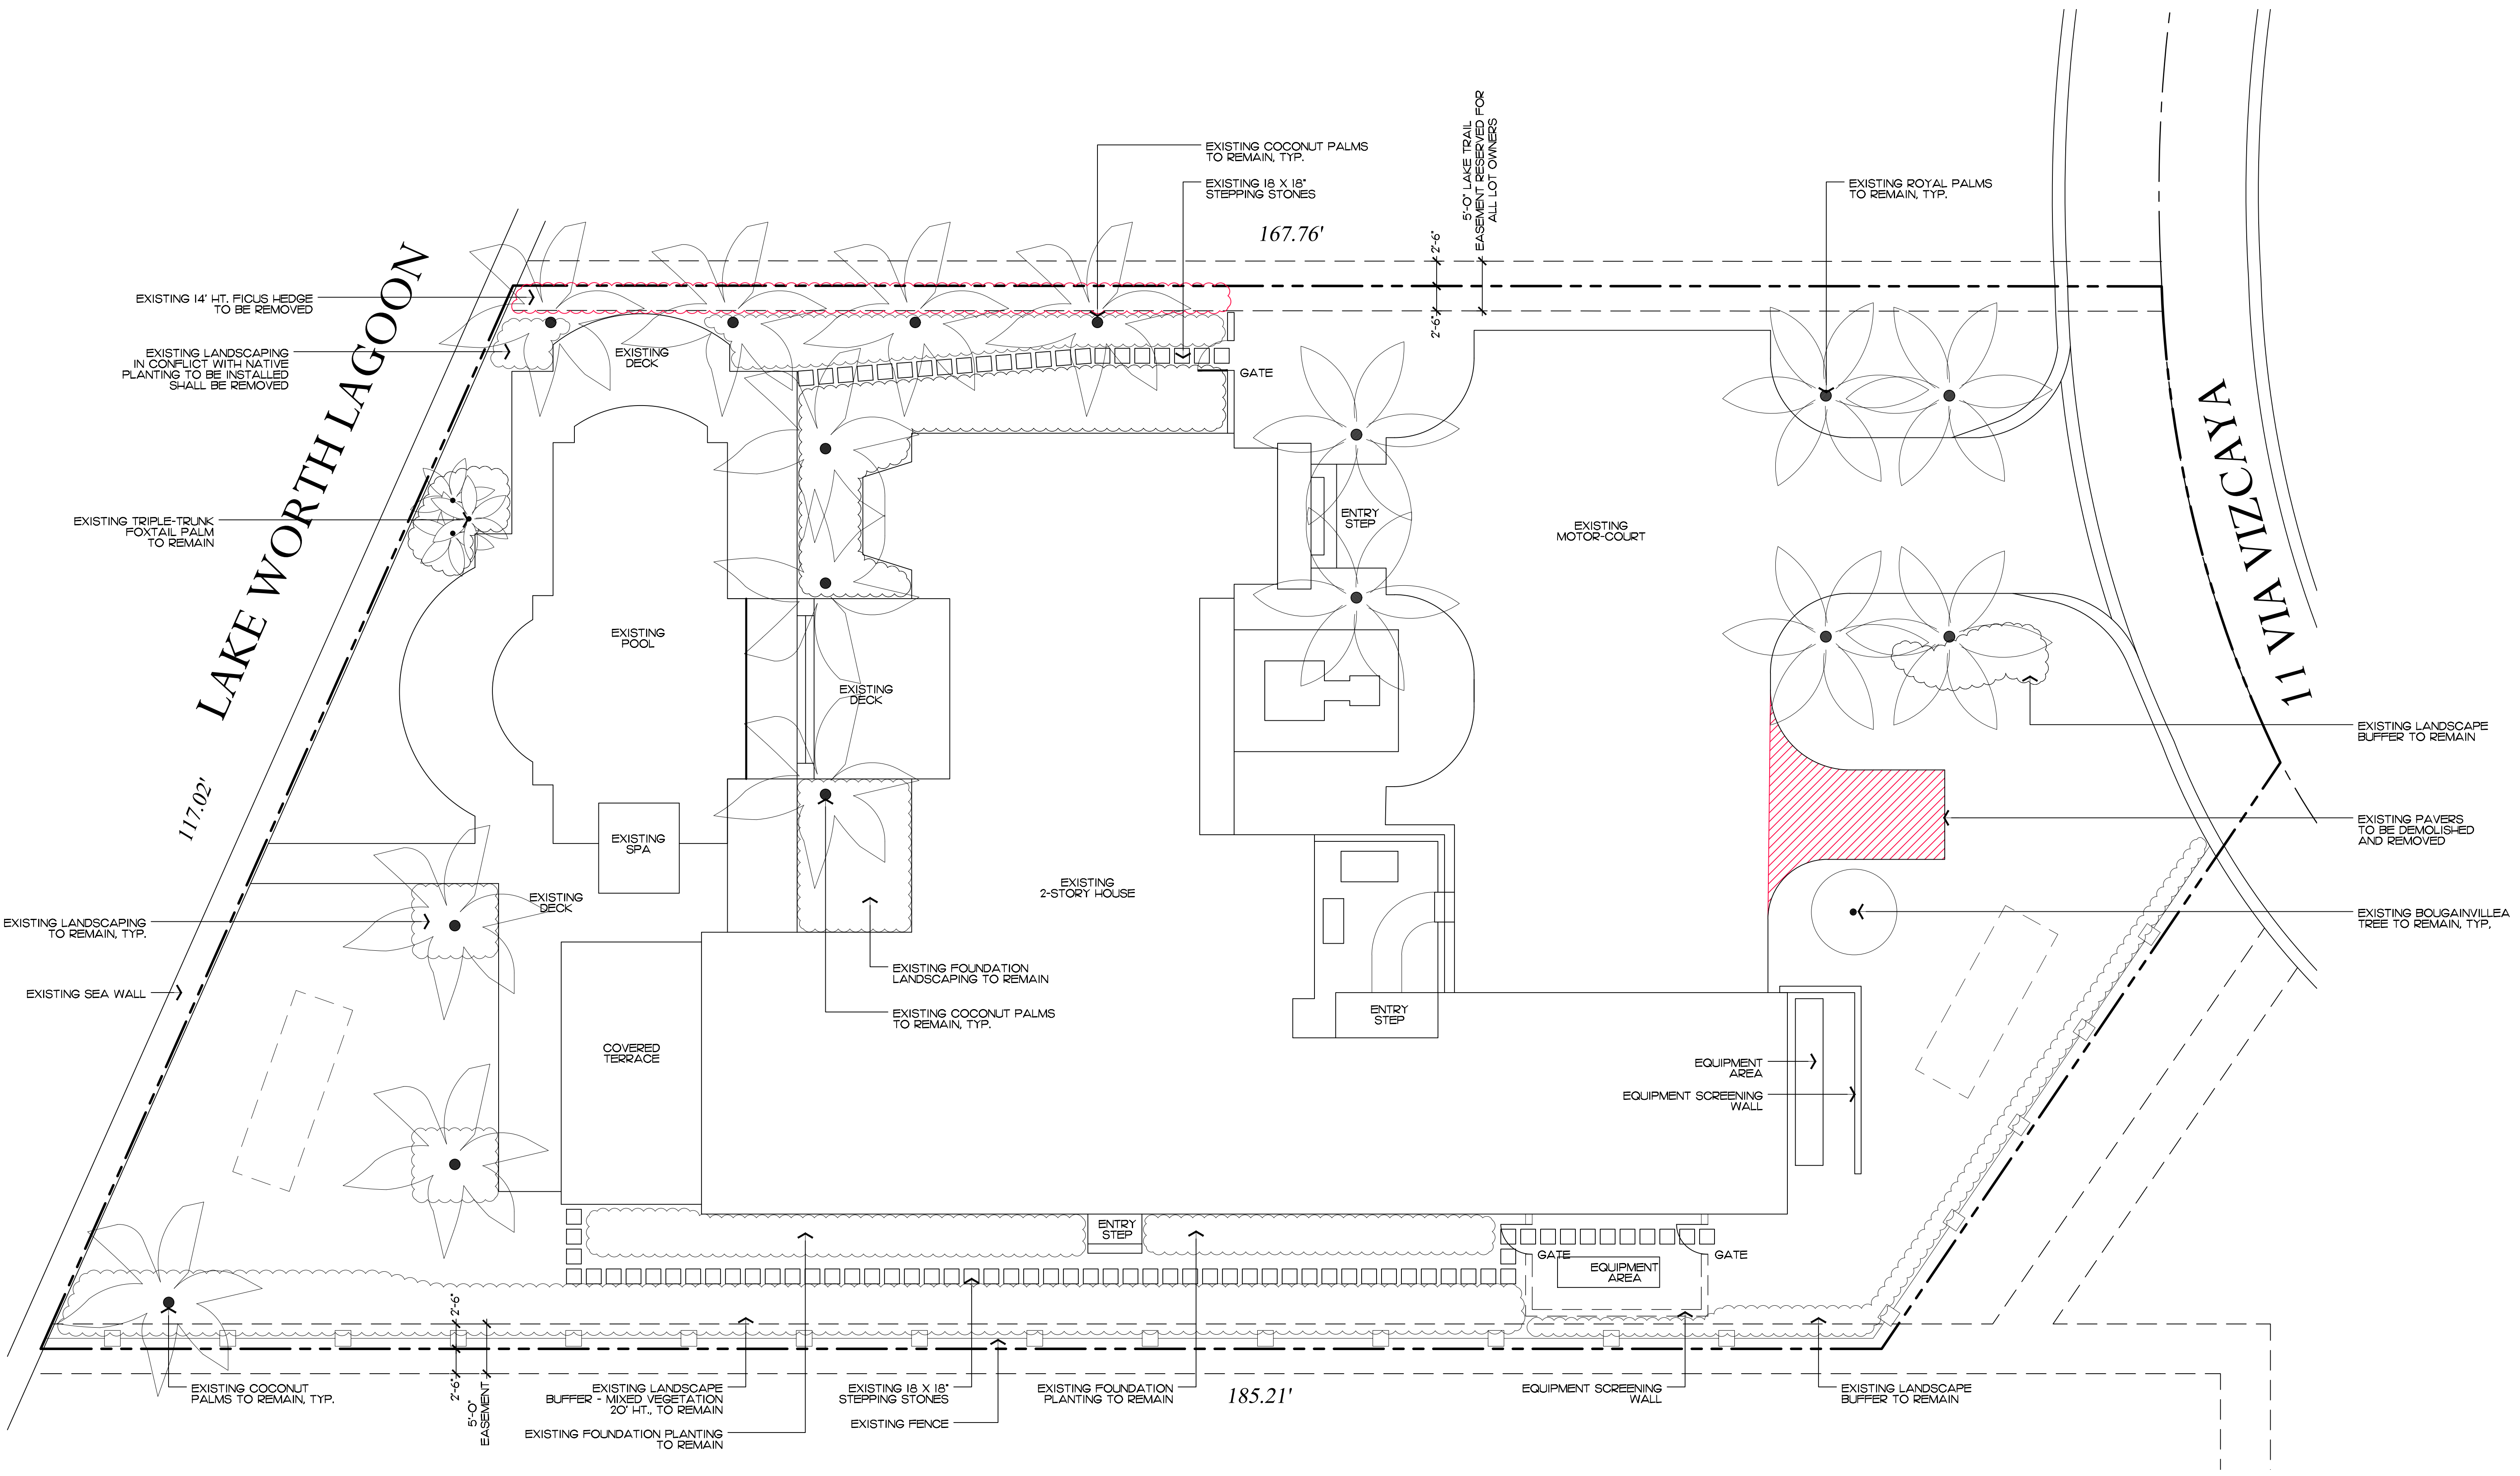 EXISTING COCONUT PALMS
TO REMAIN, TYP.
EXISTING 18 X 18"
STEPPING STONES
5'-0" LAKE TRAIL
EASEMENT RESERVED FOR
ALL LOT OWNERS
EXISTING ROYAL PALMS
TO REMAIN, TYP.
167.76'
2'-6"
2'-6"
EXISTING 14' HT. FICUS HEDGE
TO BE REMOVED
EXISTING LANDSCAPING
IN CONFLICT WITH NATIVE
PLANTING TO BE INSTALLED
SHALL BE REMOVED
EXISTING
DECK
GATE
LAKE WORTH LAGOON
11 VIA VIZCAYA
EXISTING TRIPLE-TRUNK
FOXTAIL PALM
TO REMAIN
ENTRY
STEP
EXISTING
MOTOR-COURT
EXISTING
POOL
EXISTING
DECK
EXISTING LANDSCAPE
BUFFER TO REMAIN
117.02'
EXISTING
SPA
EXISTING PAVERS
TO BE DEMOLISHED
AND REMOVED
EXISTING
2-STORY HOUSE
EXISTING
DECK
EXISTING LANDSCAPING
TO REMAIN, TYP.
EXISTING BOUGAINVILLEA
TREE TO REMAIN, TYP,
EXISTING FOUNDATION
LANDSCAPING TO REMAIN
EXISTING SEA WALL
EXISTING COCONUT PALMS
TO REMAIN, TYP.
ENTRY
STEP
COVERED
TERRACE
EQUIPMENT
AREA
EQUIPMENT SCREENING
WALL
ENTRY
STEP
GATE
GATE
EQUIPMENT
AREA
2'-6"
2'-6"
5'-0"
EASEMENT
EXISTING COCONUT
PALMS TO REMAIN, TYP.
EXISTING LANDSCAPE
BUFFER - MIXED VEGETATION
20' HT., TO REMAIN
EXISTING FOUNDATION PLANTING
TO REMAIN
EXISTING 18 X 18"
STEPPING STONES
EXISTING FENCE
EXISTING FOUNDATION
PLANTING TO REMAIN
185.21'
EQUIPMENT SCREENING
WALL
EXISTING LANDSCAPE
BUFFER TO REMAIN